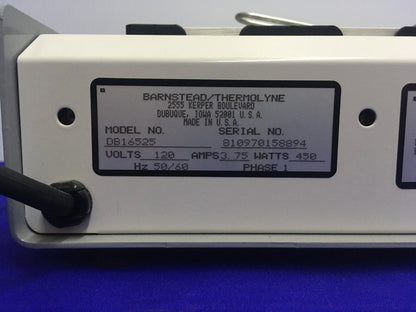 BARNSTEAD/THERMOLYNE
2555 KERPER BOULEVARD
DUBUQUE, IOWA 52001 U.S.A.
MADE IN U.S.A.
MODEL NO. SERIAL NO.
DB16525 810970158894
VOLTS 120 AMPS 3.75 WATTS 450
Hz 50/60 PHASE 1